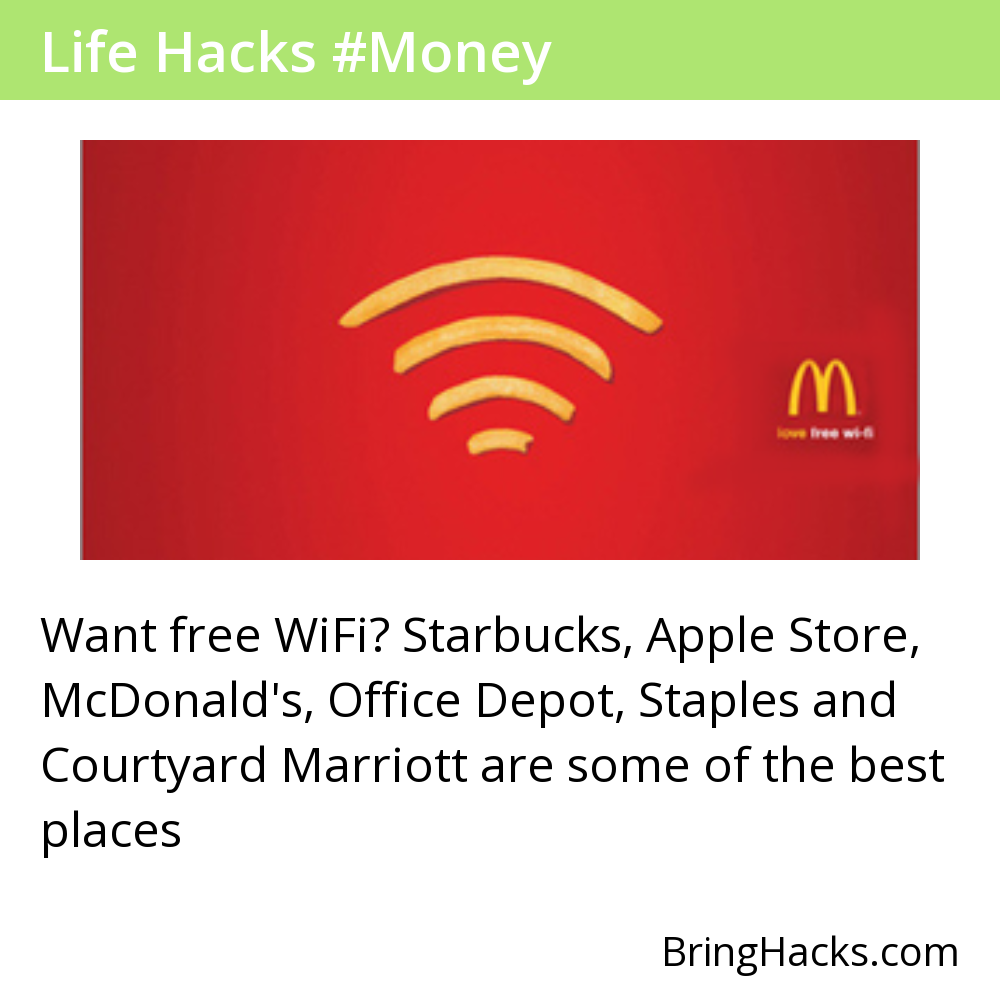 Life Hacks #Money
M
love free wi-fi
Want free WiFi? Starbucks, Apple Store,
McDonald's, Office Depot, Staples and
Courtyard Marriott are some of the best
places
BringHacks.com